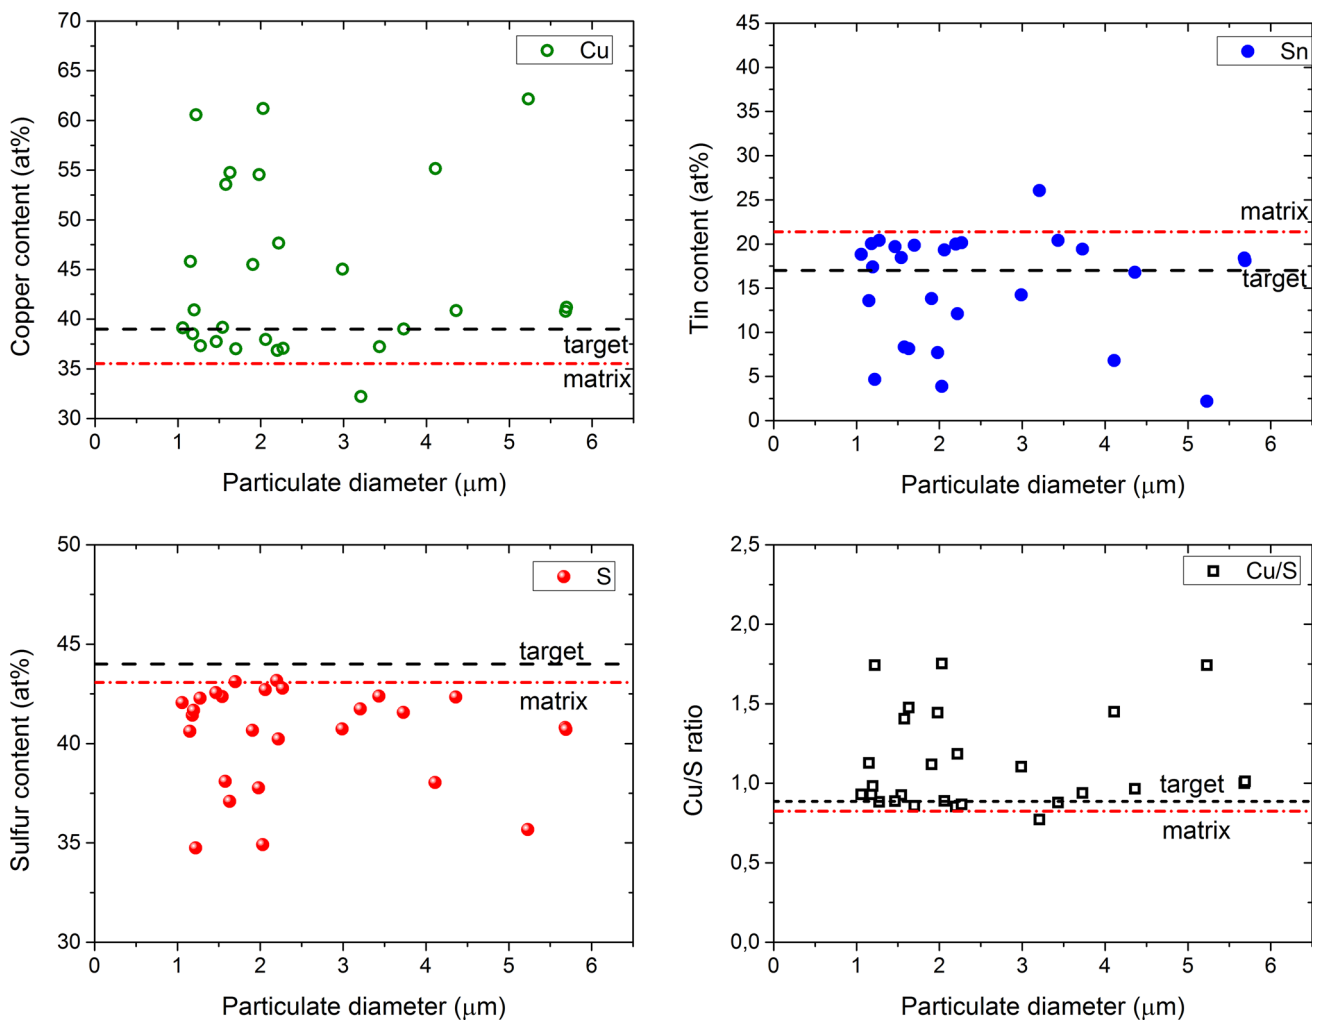 70
65
60
55
50
45
40
35
30
0
1
2
3
4
5
6
Copper content (at%)
Particulate diameter (μm)
Cu
target
matrix
45
40
35
30
25
20
15
10
5
0
0
1
2
3
4
5
6
Tin content (at%)
Particulate diameter (μm)
Sn
matrix
target
50
45
40
35
30
0
1
2
3
4
5
6
Sulfur content (at%)
Particulate diameter (μm)
S
target
matrix
2,5
2,0
1,5
1,0
0,5
0,0
0
1
2
3
4
5
6
Cu/S ratio
Particulate diameter (μm)
Cu/S
target
matrix